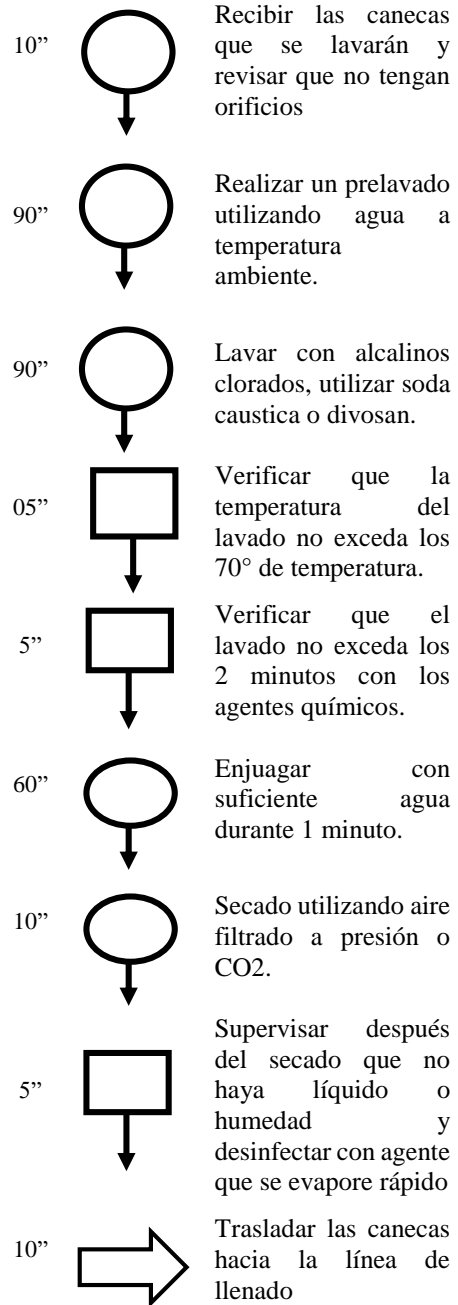 10”
Recibir las canecas
que se lavarán y
revisar que no tengan
orificios
90”
Realizar un prelavado
utilizando agua a
temperatura
ambiente.
90”
Lavar con alcalinos
clorados, utilizar soda
caustica o divosan.
05”
Verificar que la
temperatura del
lavado no exceda los
70° de temperatura.
5”
Verificar que el
lavado no exceda los
2 minutos con los
agentes químicos.
60”
Enjuagar con
suficiente agua
durante 1 minuto.
10”
Secado utilizando aire
filtrado a presión o
CO2.
5”
Supervisar después
del secado que no
haya líquido o
humedad y
desinfectar con agente
que se evapore rápido
10”
Trasladar las canecas
hacia la línea de
llenado